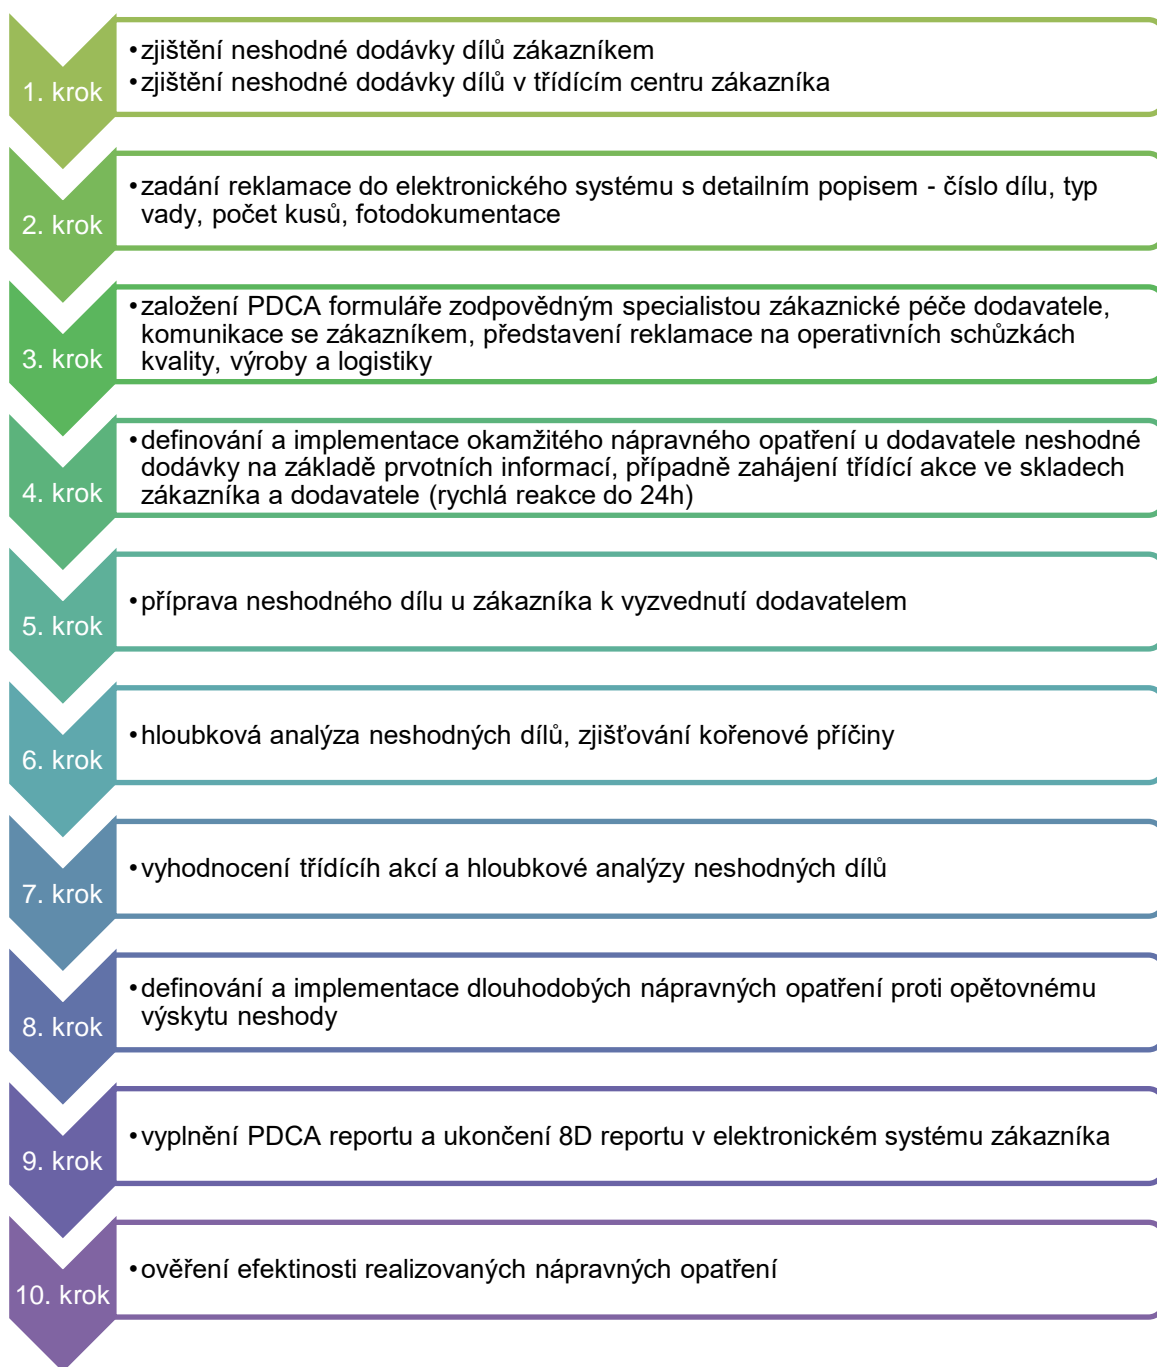 1. krok
•zjištění neshodné dodávky dílů zákazníkem
•zjištění neshodné dodávky dílů v třídícím centru zákazníka
2. krok
•zadání reklamace do elektronického systému s detailním popisem - číslo dílu, typ
vady, počet kusů, fotodokumentace
3. krok
•založení PDCA formuláře zodpovědným specialistou zákaznické péče dodavatele,
komunikace se zákazníkem, představení reklamace na operativních schůzkách
kvality, výroby a logistiky
4. krok
•definování a implementace okamžitého nápravného opatření u dodavatele neshodné
dodávky na základě prvotních informací, případně zahájení třídící akce ve skladech
zákazníka a dodavatele (rychlá reakce do 24h)
5. krok
•příprava neshodného dílu u zákazníka k vyzvednutí dodavatelem
6. krok
•hloubková analýza neshodných dílů, zjišťování kořenové příčiny
7. krok
•vyhodnocení třídícíh akcí a hloubkové analýzy neshodných dílů
8. krok
•definování a implementace dlouhodobých nápravných opatření proti opětovnému
výskytu neshody
9. krok
•vyplnění PDCA reportu a ukončení 8D reportu v elektronickém systému zákazníka
10. krok
•ověření efektinosti realizovaných nápravných opatření